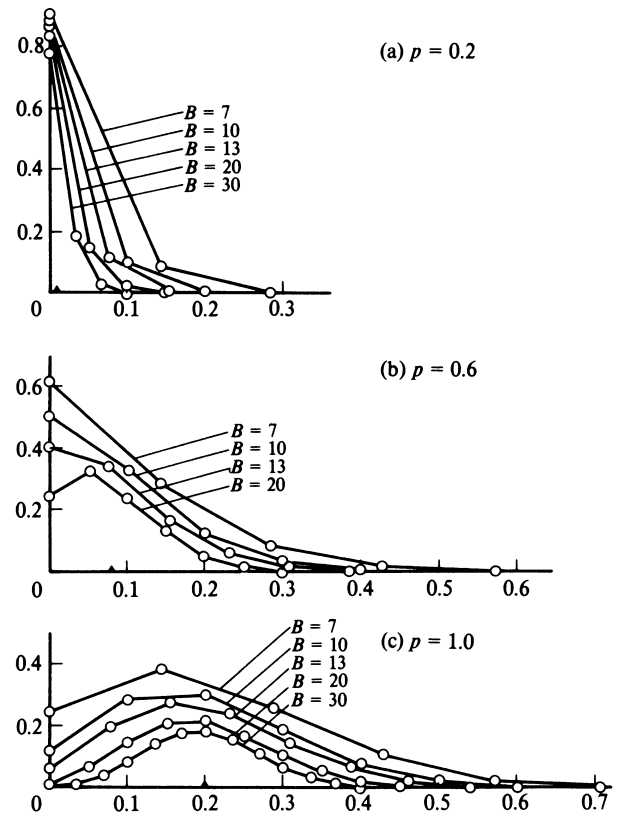 (a) p = 0.2
0.8
0.6
0.4
0.2
B = 7
B = 10
B = 13
B = 20
B = 30
0 0.1 0.2 0.3
(b) p = 0.6
0.6
0.4
0.2
B = 7
B = 10
B = 13
B = 20
0 0.1 0.2 0.3 0.4 0.5 0.6
(c) p = 1.0
0.4
0.2
B = 7
B = 10
B = 13
B = 20
B = 30
0 0.1 0.2 0.3 0.4 0.5 0.6 0.7